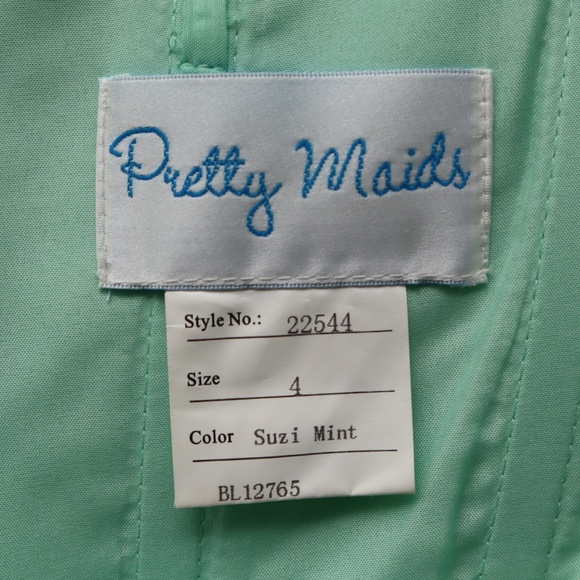 Pretty Maids
Style No.: 22544
Size 4
Color Suzi Mint
BL12765